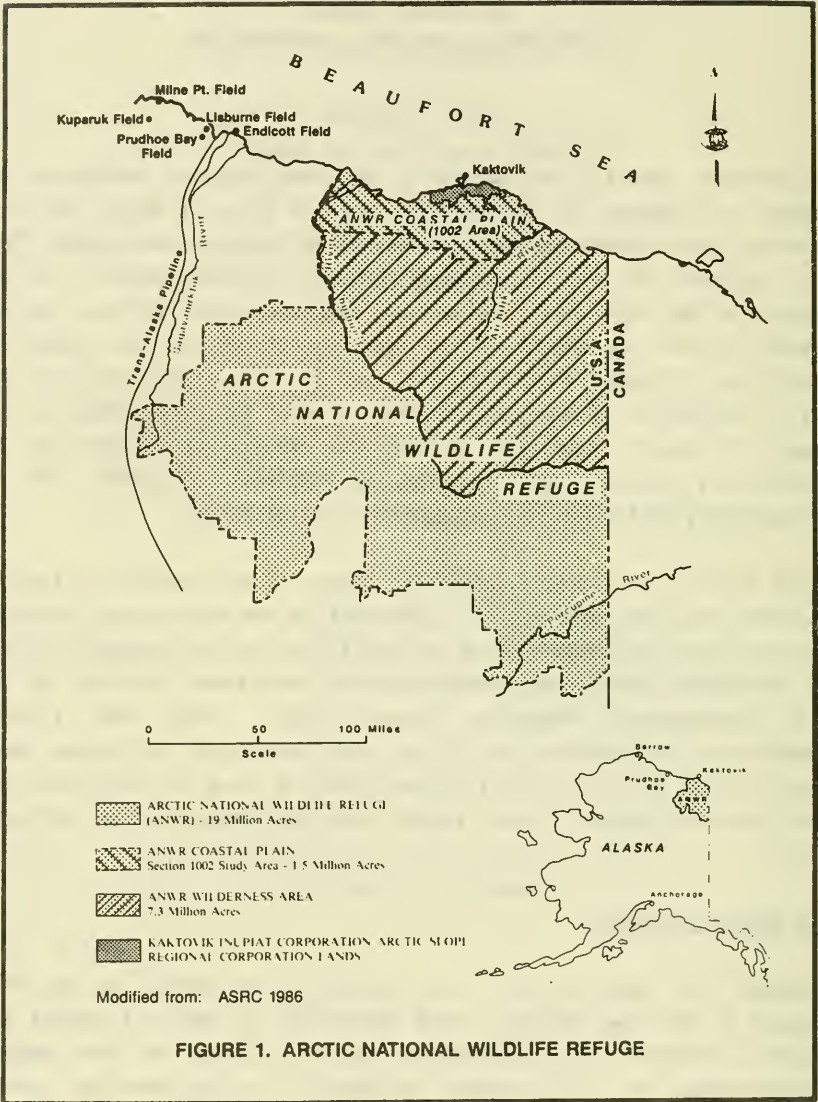 BEAUFORT SEA
Milne Pt. Field
Kuparuk Field
Lisburne Field
Prudhoe Bay
Field
Endicott Field
Kaktovik
ANWR COASTAL PLAIN
(1002 Area)
River
River
Trans-Alaska Pipeline
U.S.A.
CANADA
ARCTIC
NATIONAL
WILDLIFE
REFUGE
Porcupine River
0 50 100 Miles
Scale
Barrow
Prudhoe
Bay
Kaktovik
ANWR
ALASKA
Anchorage
ARCTIC NATIONAL WILDLIFE REFUGE
(ANWR) - 19 Million Acres
ANWR COASTAL PLAIN
Section 1002 Study Area - 1.5 Million Acres
ANWR WILDERNESS AREA
7.3 Million Acres
KAKTOVIK INUPIAT CORPORATION ARCTIC SLOPE
REGIONAL CORPORATION LANDS
Modified from: ASRC 1986
FIGURE 1. ARCTIC NATIONAL WILDLIFE REFUGE